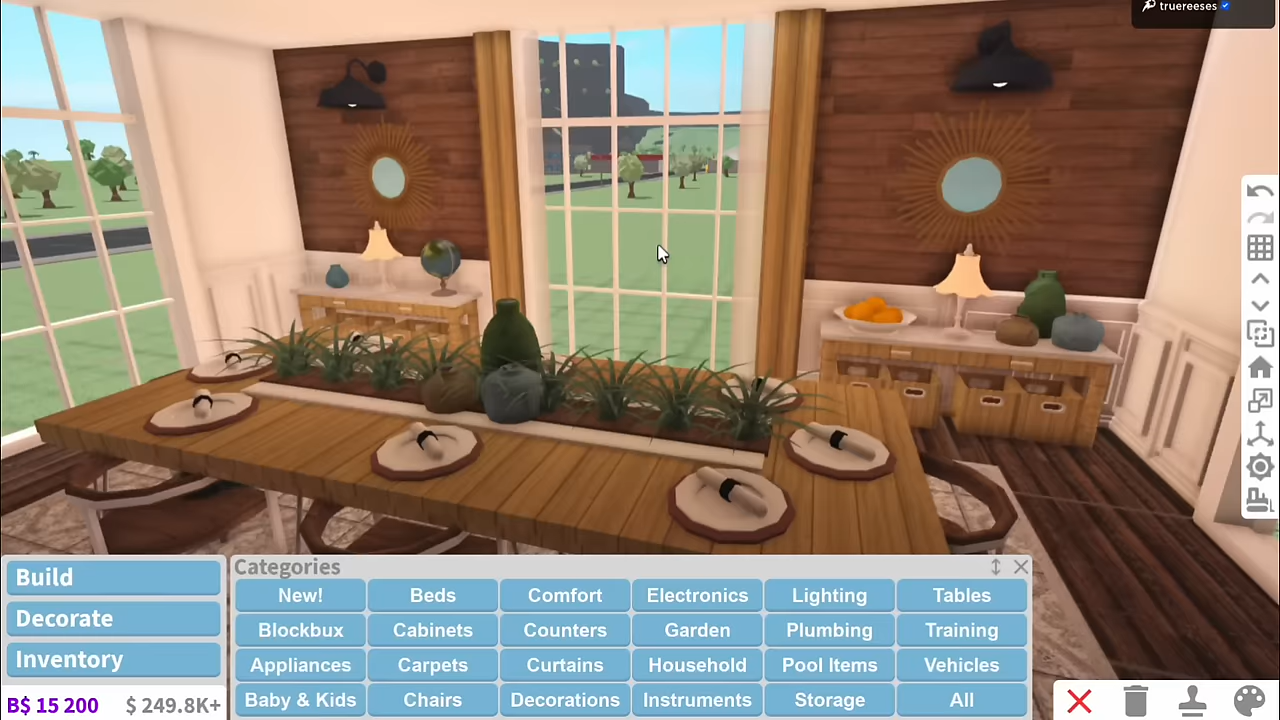 truereeses
Build
Decorate
Inventory
B$ 15 200
$ 249.8K+
Categories
New! Beds Comfort Electronics Lighting Tables
Blockbux Cabinets Counters Garden Plumbing Training
Appliances Carpets Curtains Household Pool Items Vehicles
Baby & Kids Chairs Decorations Instruments Storage All